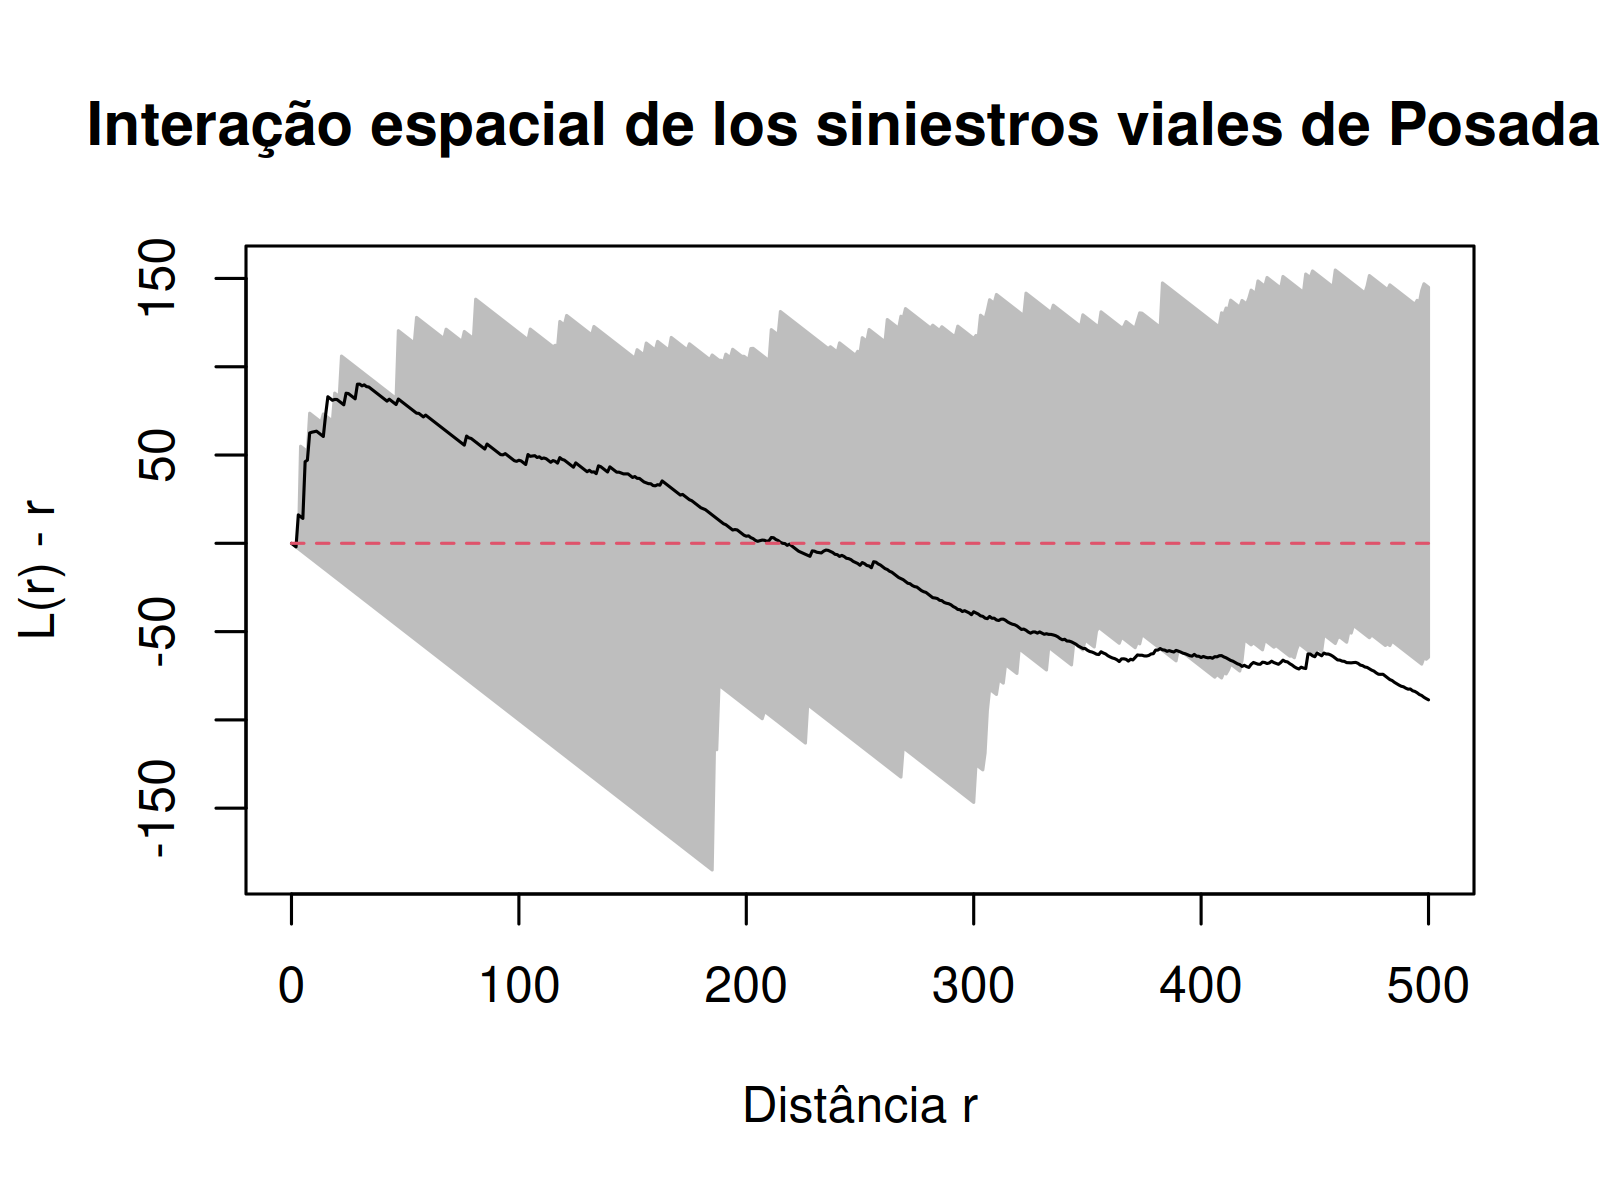 Interação espacial de los siniestros viales de Posada
L(r) - r
150
50
-50
-150
0 100 200 300 400 500
Distância r